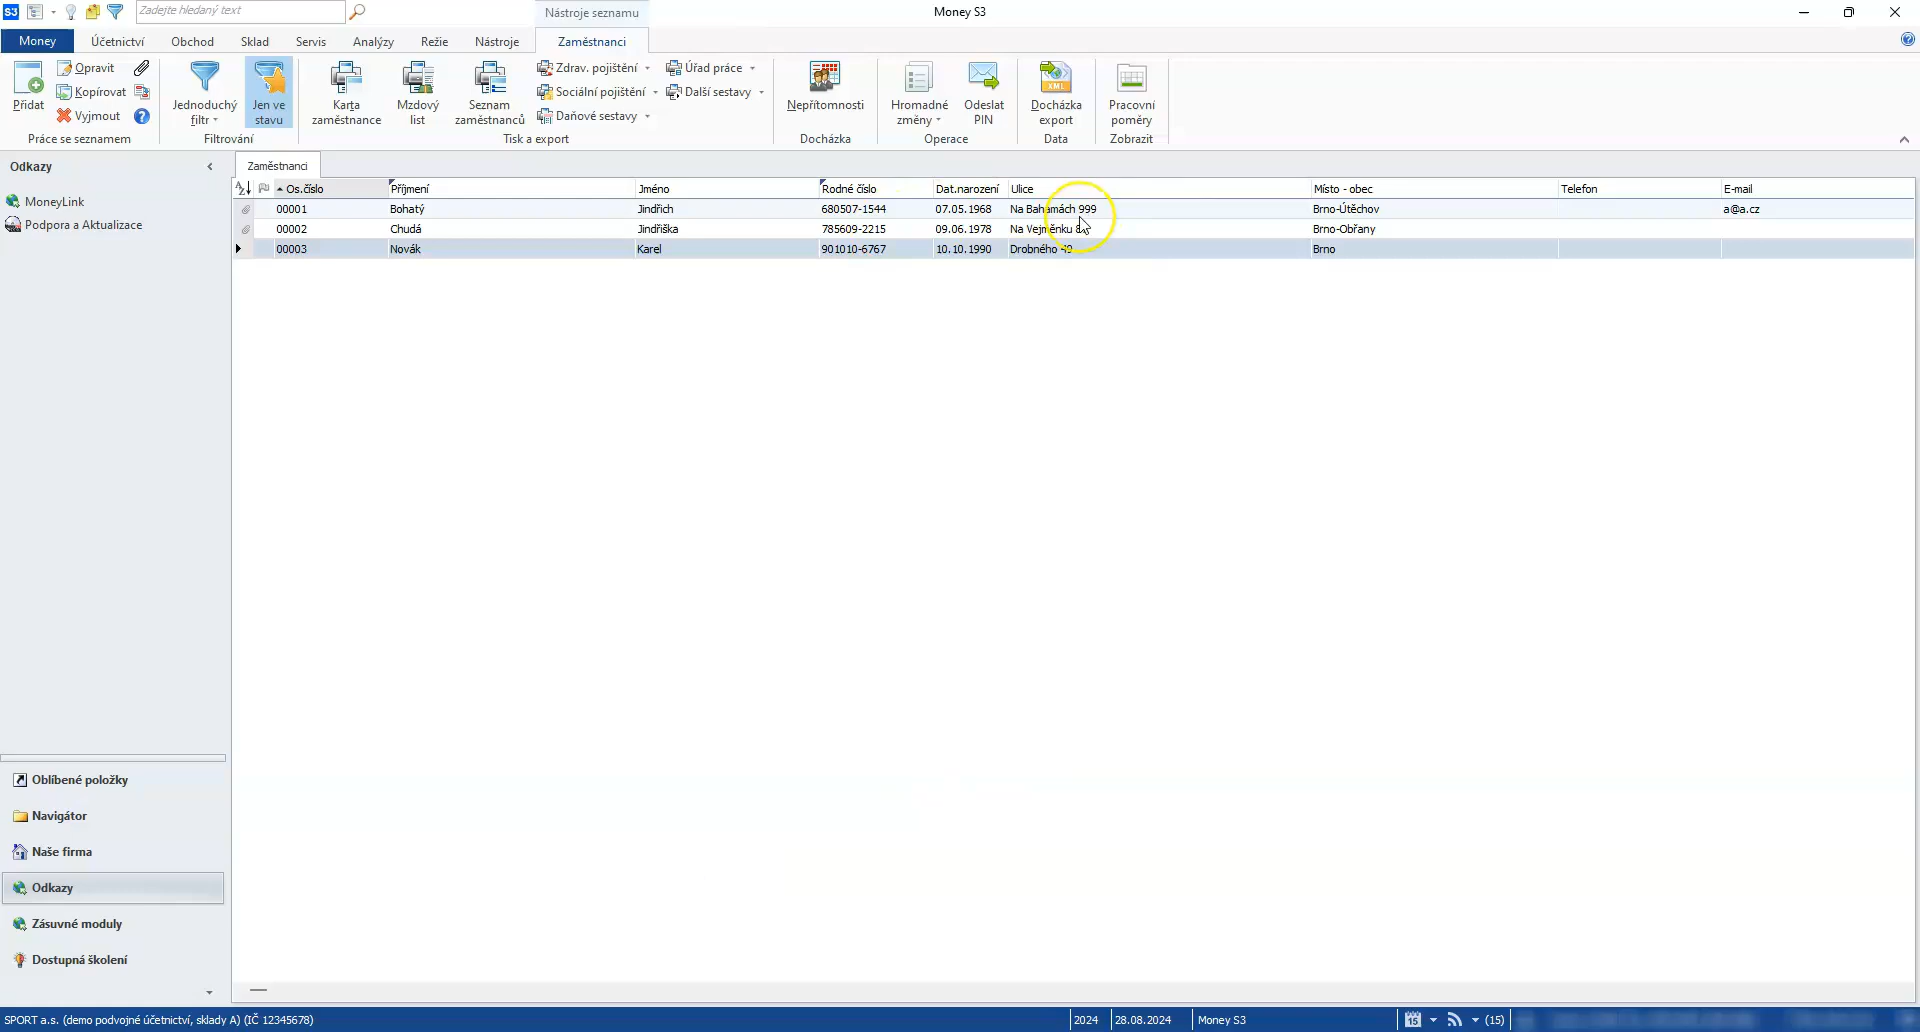 S3 Zadejte hledaný text Nástroje seznamu Money S3
Money Účetnictví Obchod Sklad Servis Analýzy Režie Nástroje Zaměstnanci
Přidat
Opravit
Kopírovat
Vyjmout
Práce se seznamem
Jednoduchý
filtr
Jen ve
stavu
Filtrování
Karta
zaměstnance
Mzdový
list
Seznam
zaměstnanců
Zdrav. pojištění
Sociální pojištění
Daňové sestavy
Úřad práce
Další sestavy
Tisk a export
Nepřítomnosti
Docházka
Hromadné
změny
Odeslat
PIN
Operace
XML
Docházka
export
Data
Pracovní
poměry
Zobrazit
Odkazy
MoneyLink
Podpora a Aktualizace
Zaměstnanci
Os.číslo Příjmení Jméno Rodné číslo Dat.narození Ulice Místo - obec Telefon E-mail
00001 Bohatý Jindřich 680507-1544 07.05.1968 Na Bahamách 999 Brno-Útěchov a@a.cz
00002 Chudá Jindřiška 785609-2215 09.06.1978 Na Vejměnku Brno-Obřany
00003 Novák Karel 901010-6767 10.10.1990 Drobného 49 Brno
Oblíbené položky
Navigátor
Naše firma
Odkazy
Zásuvné moduly
Dostupná školení
SPORT a.s. (demo podvojné účetnictví, sklady A) (IČ 12345678) 2024 28.08.2024 Money S3 15 (15)